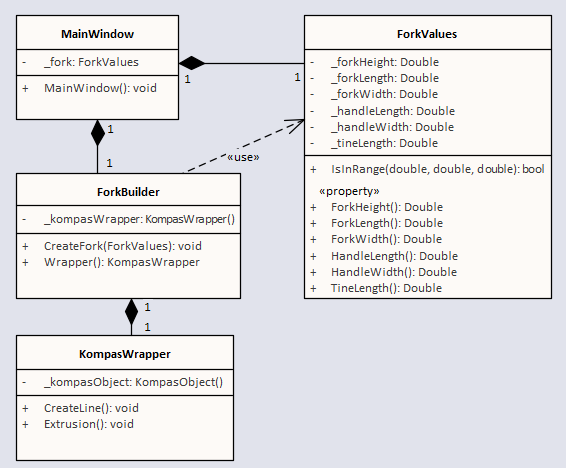 MainWindow
- _fork: ForkValues
+ MainWindow(): void
1
1
ForkValues
- _forkHeight: Double
- _forkLength: Double
- _forkWidth: Double
- _handleLength: Double
- _handleWidth: Double
- _tineLength: Double
+ IsInRange(double, double, double): bool
«property»
+ ForkHeight(): Double
+ ForkLength(): Double
+ ForkWidth(): Double
+ HandleLength(): Double
+ HandleWidth(): Double
+ TineLength(): Double
1
1
«use»
ForkBuilder
- _kompasWrapper: KompasWrapper()
+ CreateFork(ForkValues): void
+ Wrapper(): KompasWrapper
1
1
KompasWrapper
- _kompasObject: KompasObject()
+ CreateLine(): void
+ Extrusion(): void